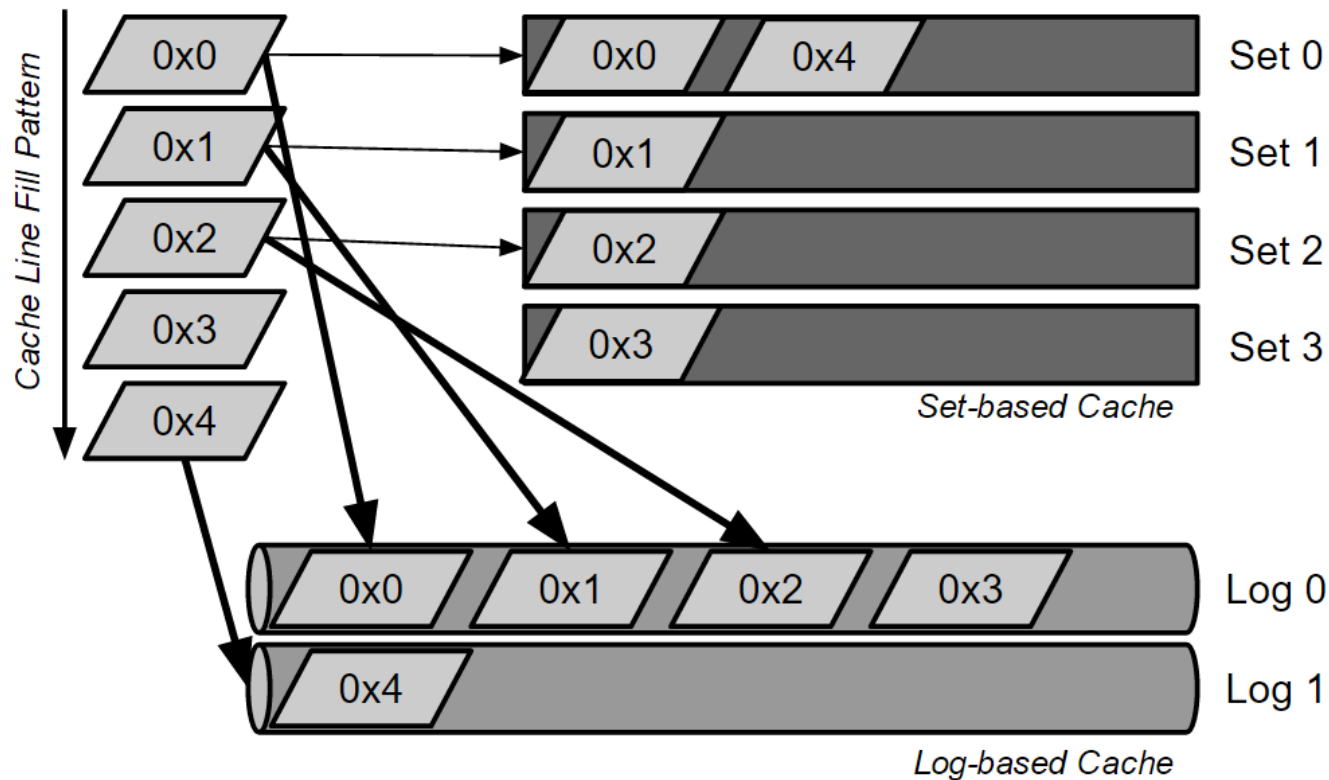 Cache Line Fill Pattern
0x0
0x1
0x2
0x3
0x4
0x0 0x4 Set 0
0x1 Set 1
0x2 Set 2
0x3 Set 3
Set-based Cache
0x0 0x1 0x2 0x3 Log 0
0x4 Log 1
Log-based Cache